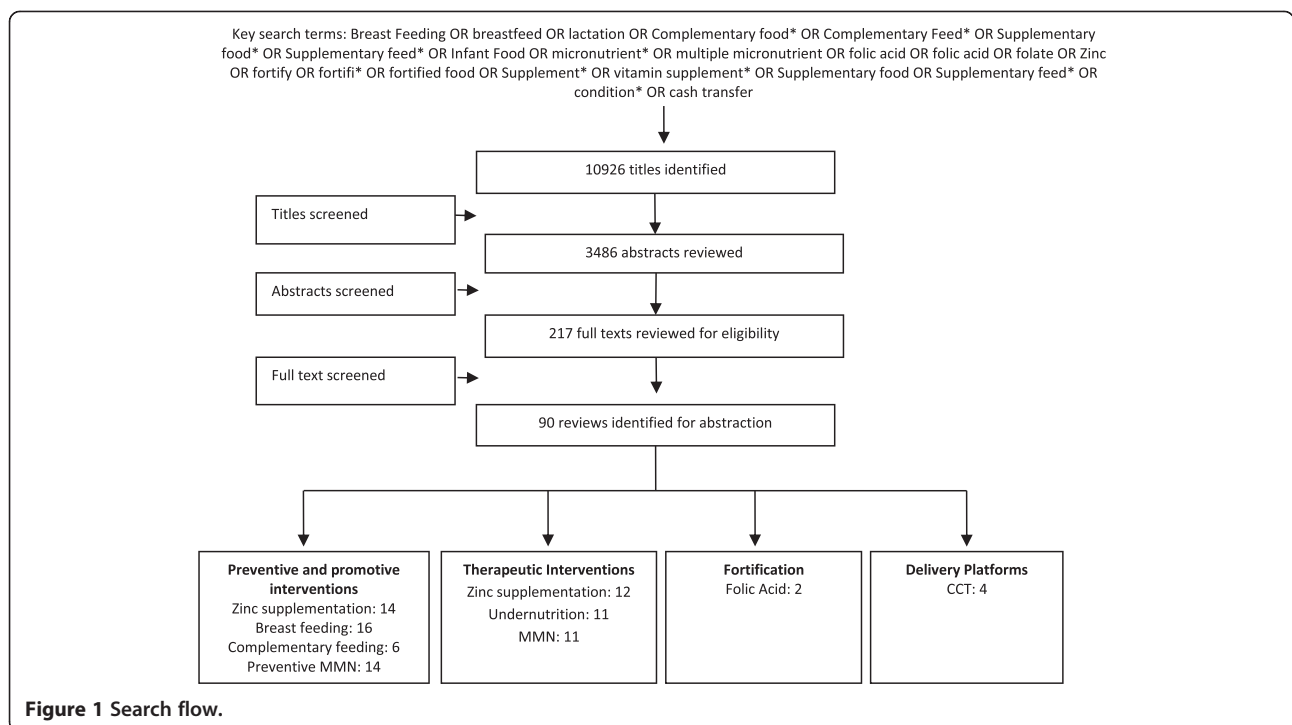 Key search terms: Breast Feeding OR breastfeed OR lactation OR Complementary food* OR Complementary Feed* OR Supplementary
food* OR Supplementary feed* OR Infant Food OR micronutrient* OR multiple micronutrient OR folic acid OR folic acid OR folate OR Zinc
OR fortify OR fortifi* OR fortified food OR Supplement* OR vitamin supplement* OR Supplementary food OR Supplementary feed* OR
condition* OR cash transfer
10926 titles identified
Titles screened
3486 abstracts reviewed
Abstracts screened
217 full texts reviewed for eligibility
Full text screened
90 reviews identified for abstraction
Preventive and promotive
interventions
Zinc supplementation: 14
Breast feeding: 16
Complementary feeding: 6
Preventive MMN: 14
Therapeutic Interventions
Zinc supplementation: 12
Undernutrition: 11
MMN: 11
Fortification
Folic Acid: 2
Delivery Platforms
CCT: 4
Figure 1 Search flow.